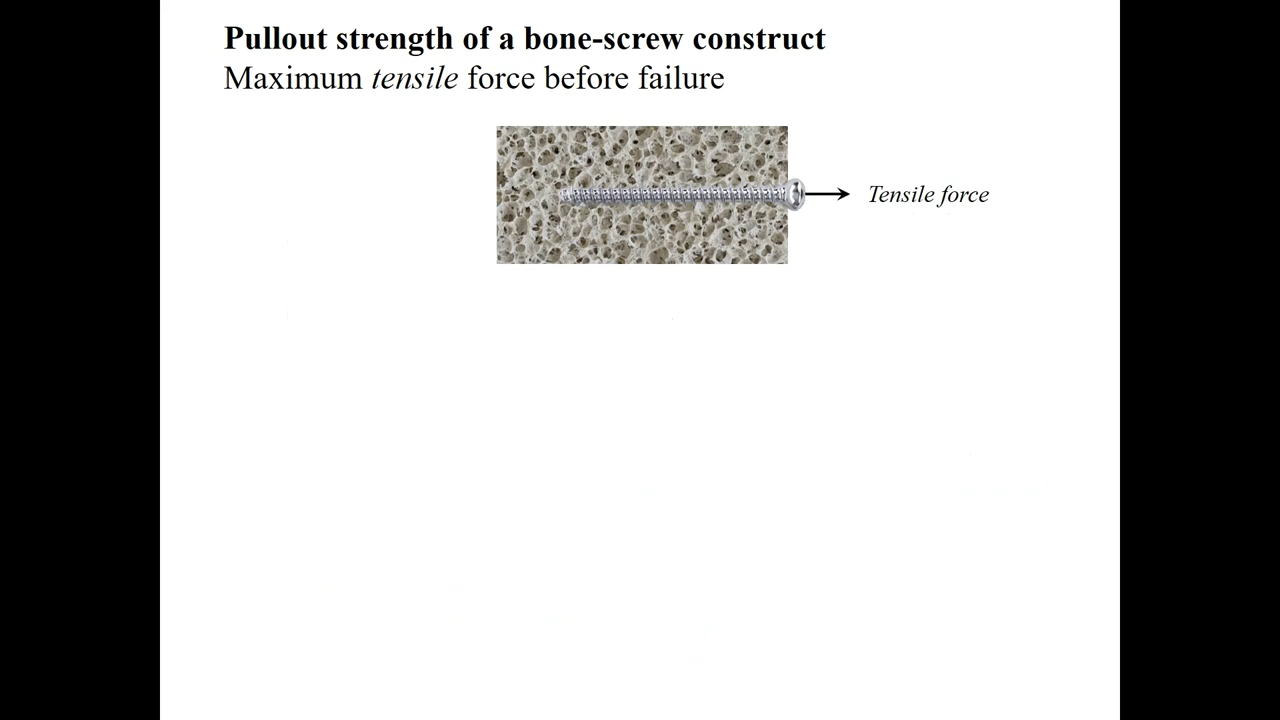 Pullout strength of a bone-screw construct
Maximum tensile force before failure
Tensile force